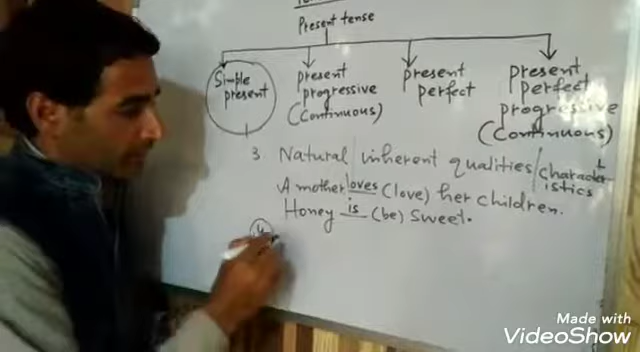 Present tense
Simple present
present progressive (Continuous)
present perfect
present perfect progressive (Continuous)
3. Natural / inherent qualities / characteristics
A mother loves (love) her children.
Honey is (be) sweet.
4
Made with
VideoShow